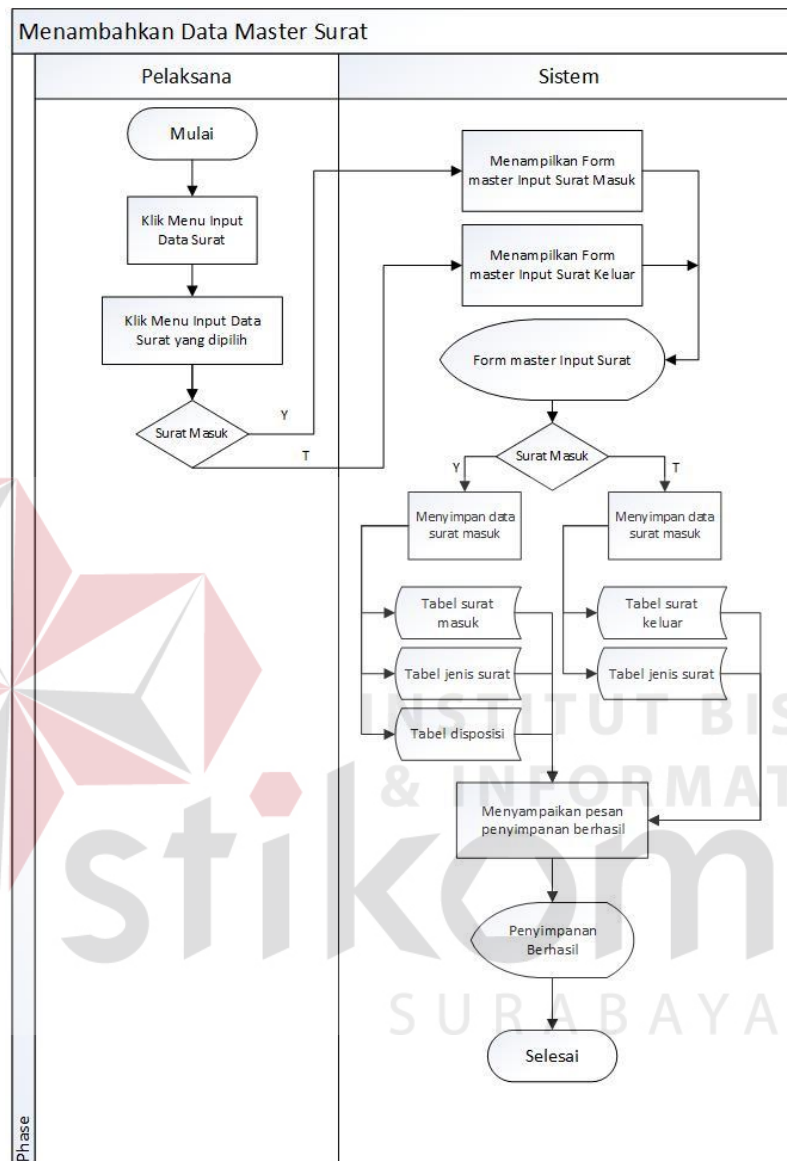 Menambahkan Data Master Surat
Pelaksana
Sistem
Mulai
Klik Menu Input
Data Surat
Klik Menu Input Data
Surat yang dipilih
Surat Masuk
Y
T
Menampilkan Form
master Input Surat Masuk
Menampilkan Form
master Input Surat Keluar
Form master Input Surat
Surat Masuk
Y
T
Menyimpan data
surat masuk
Menyimpan data
surat masuk
Tabel surat
masuk
Tabel jenis surat
Tabel disposisi
Tabel surat
keluar
Tabel jenis surat
Menyampaikan pesan
penyimpanan berhasil
Penyimpanan
Berhasil
Selesai
Phase
INSTITUT BIS
& INFORMAT
stikom
SURABAYA